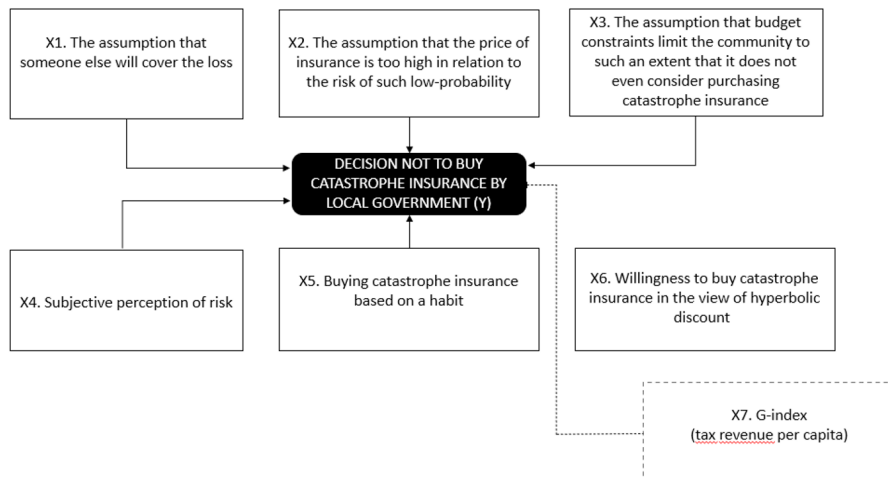 X1. The assumption that
someone else will cover the loss
X2. The assumption that the price of
insurance is too high in relation to
the risk of such low-probability
X3. The assumption that budget
constraints limit the community to
such an extent that it does not
even consider purchasing
catastrophe insurance
DECISION NOT TO BUY
CATASTROPHE INSURANCE BY
LOCAL GOVERNMENT (Y)
X4. Subjective perception of risk
X5. Buying catastrophe insurance
based on a habit
X6. Willingness to buy catastrophe
insurance in the view of hyperbolic
discount
X7. G-index
(tax revenue per capita)